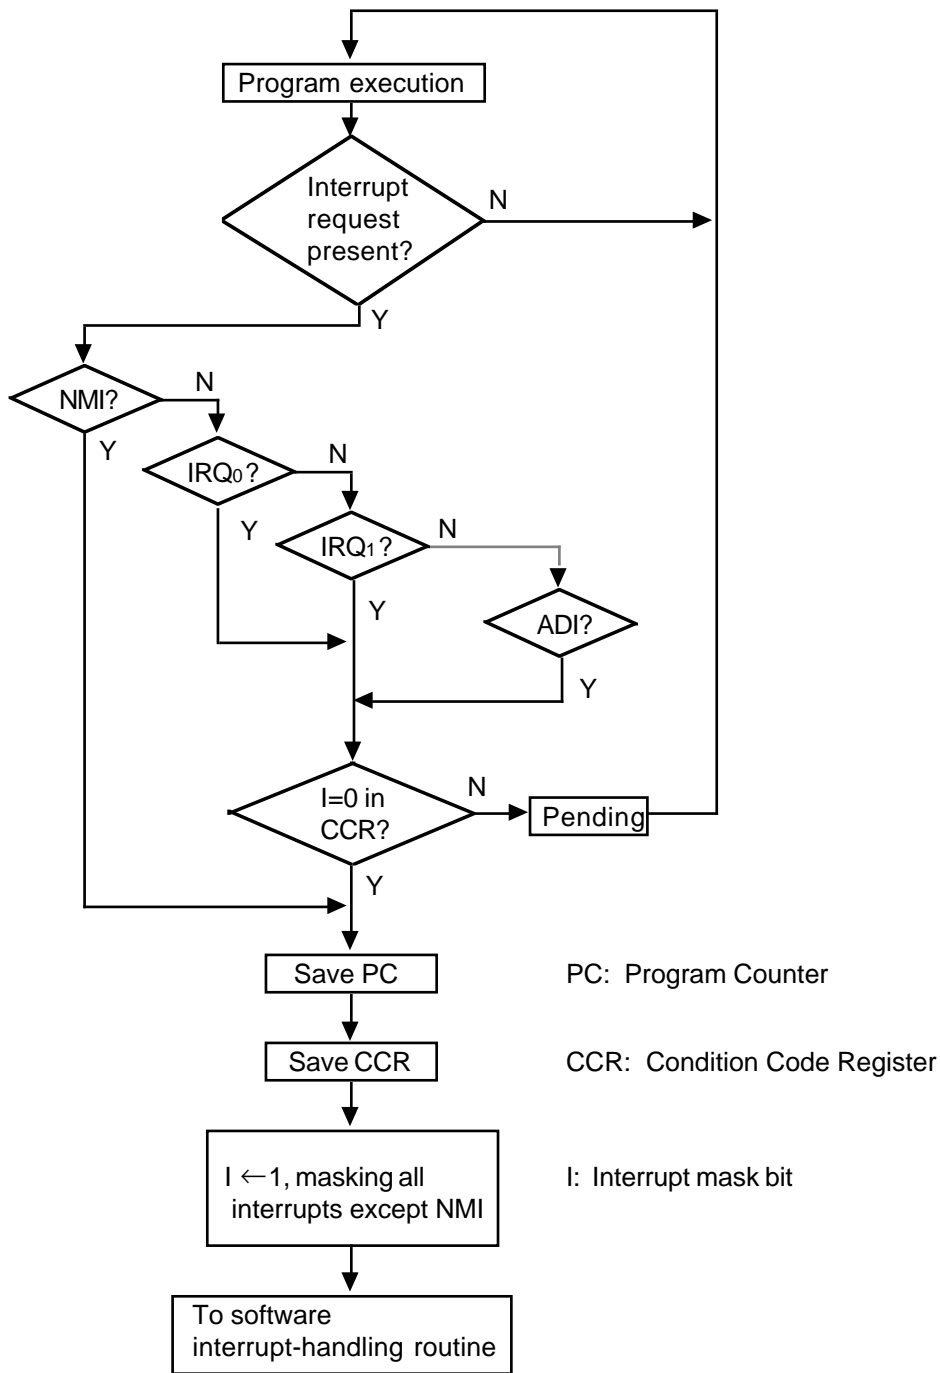 Program execution
Interrupt
request
present?
N
Y
NMI?
N
Y
IRQ0?
N
Y
IRQ1?
N
Y
ADI?
Y
I=0 in
CCR?
N
Pending
Y
Save PC
PC: Program Counter
Save CCR
CCR: Condition Code Register
I ←1, masking all
interrupts except NMI
I: Interrupt mask bit
To software
interrupt-handling routine